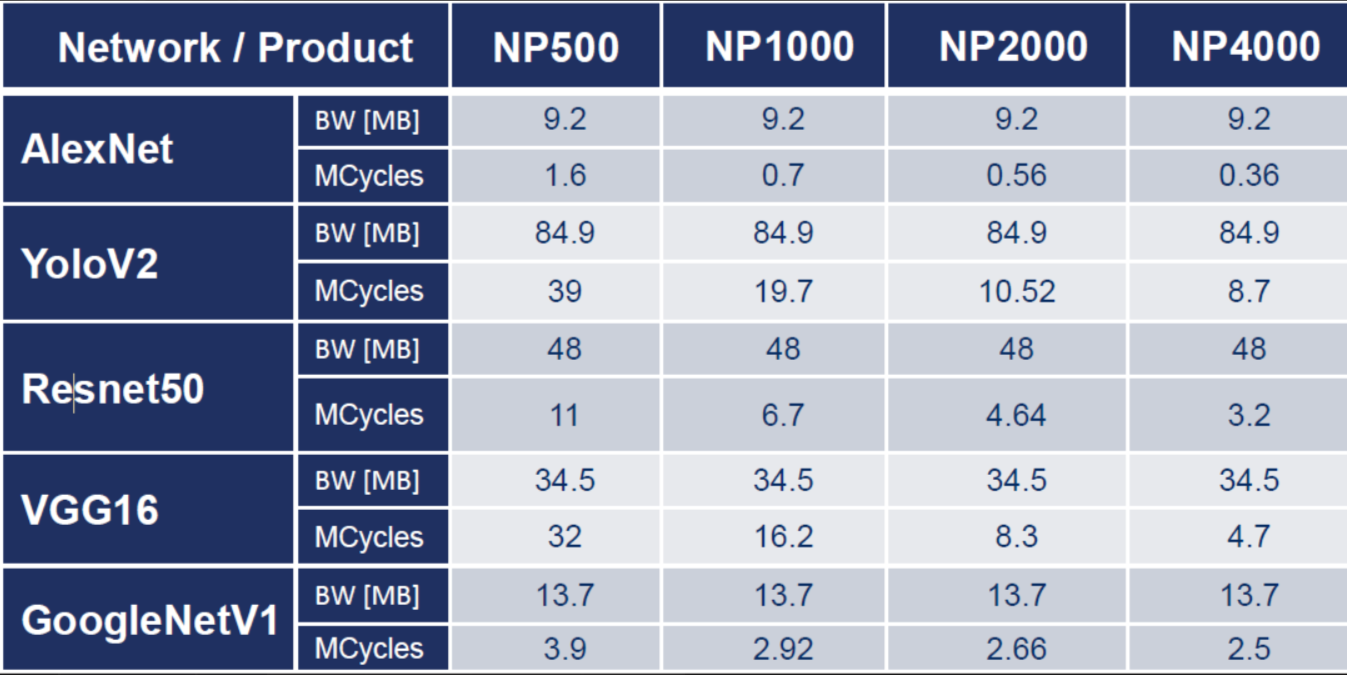 Network / Product NP500 NP1000 NP2000 NP4000
AlexNet
BW [MB] 9.2 9.2 9.2 9.2
MCycles 1.6 0.7 0.56 0.36
YoloV2
BW [MB] 84.9 84.9 84.9 84.9
MCycles 39 19.7 10.52 8.7
Resnet50
BW [MB] 48 48 48 48
MCycles 11 6.7 4.64 3.2
VGG16
BW [MB] 34.5 34.5 34.5 34.5
MCycles 32 16.2 8.3 4.7
GoogleNetV1
BW [MB] 13.7 13.7 13.7 13.7
MCycles 3.9 2.92 2.66 2.5